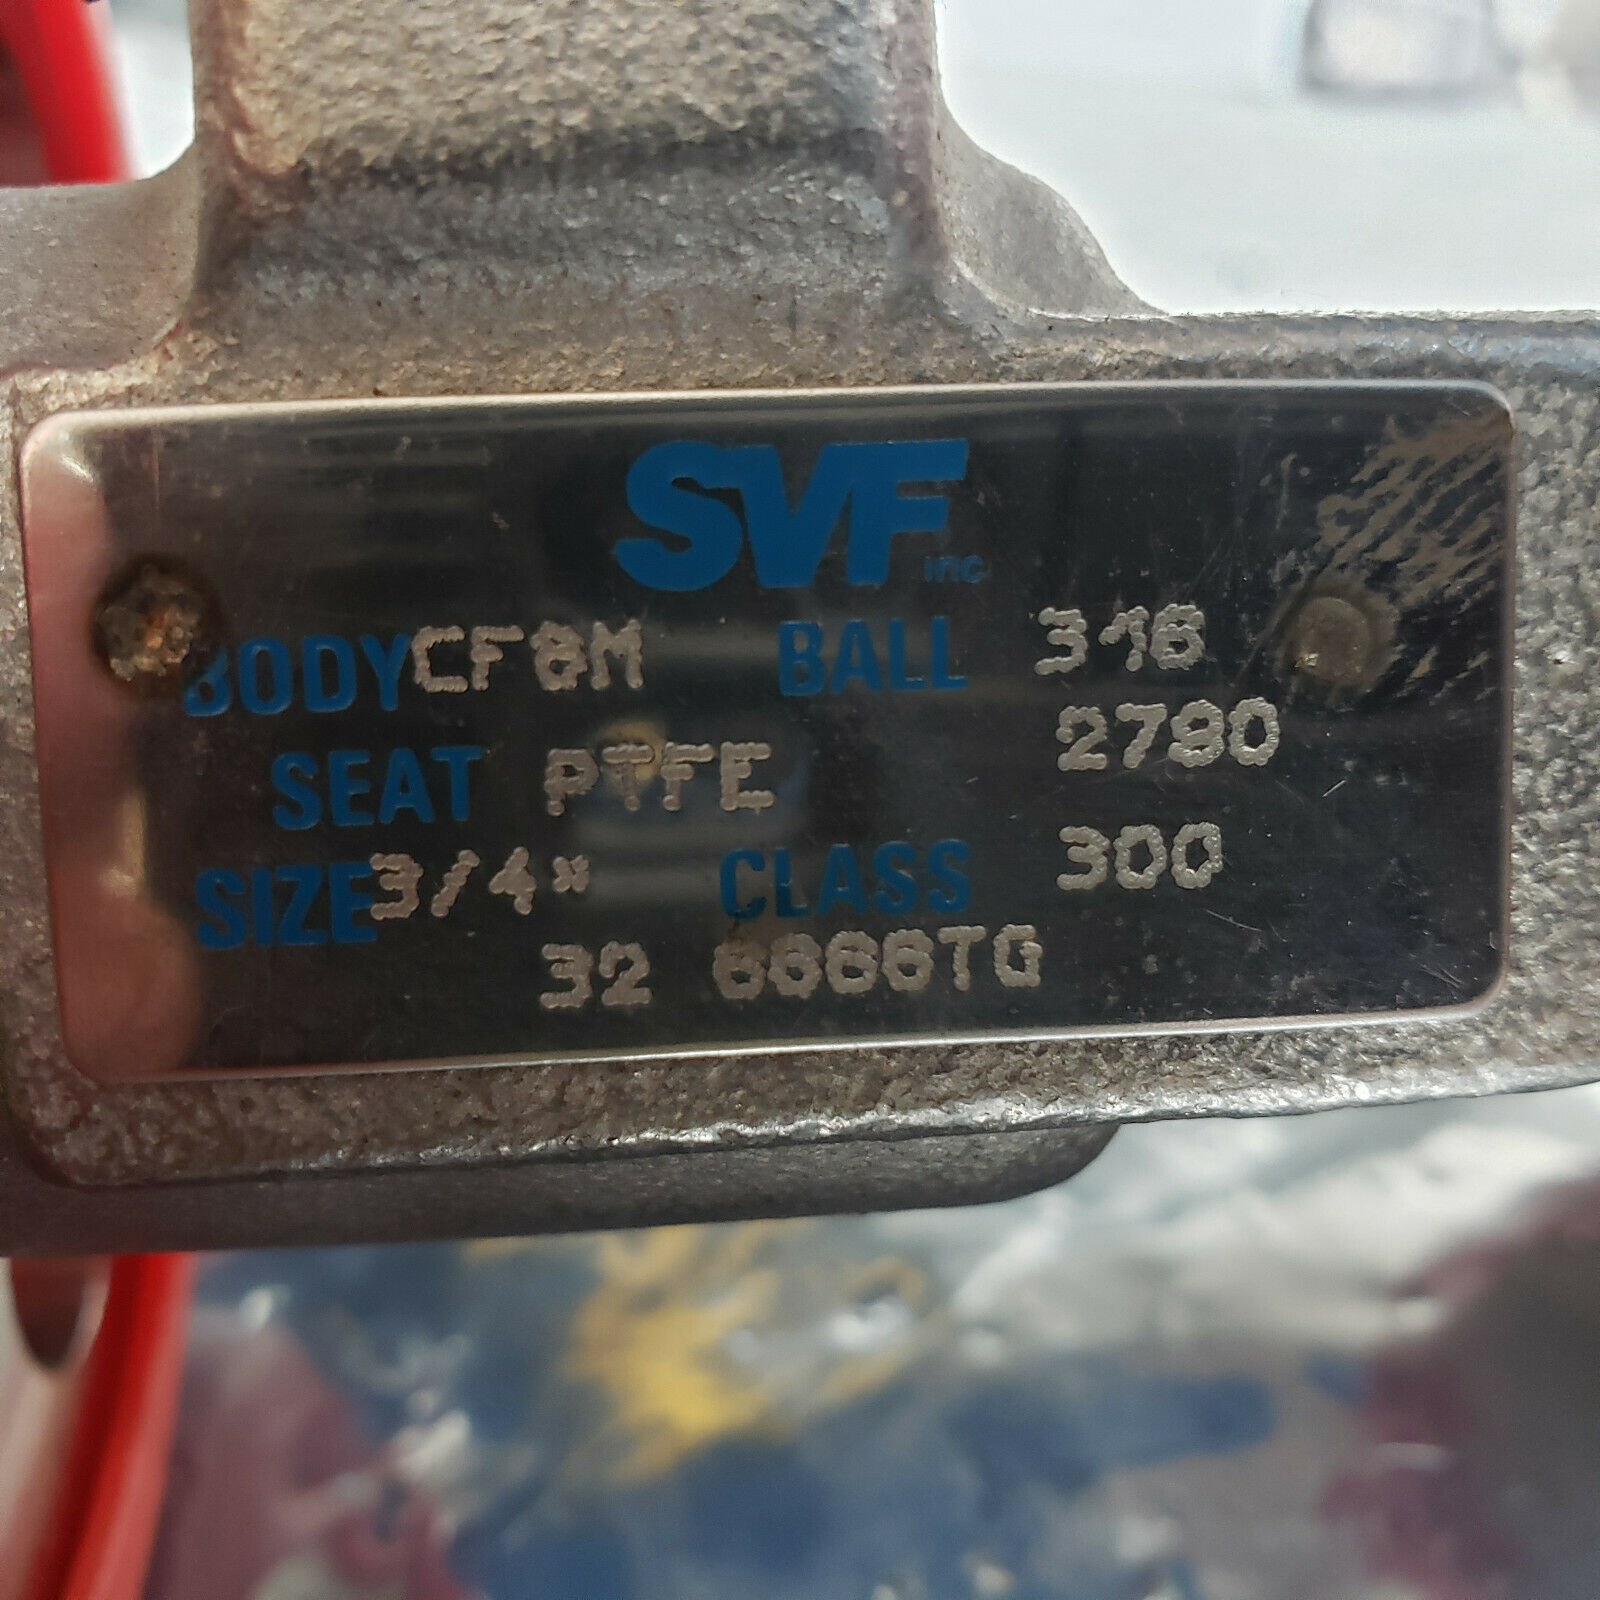 SVF inc
BODY CF8M BALL 316
SEAT PTFE 2790
SIZE 3/4" CLASS 300
32 6666TG